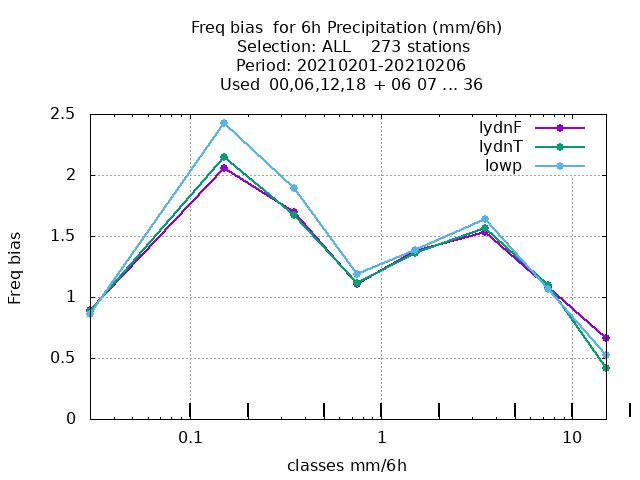 Freq bias  for 6h Precipitation (mm/6h)
Selection: ALL    273 stations
Period: 20210201-20210206
Used 00,06,12,18 + 06 07 ... 36
lydnF
lydnT
lowp
2.5
2
1.5
1
0.5
0
Freq bias
0.1 1 10
classes mm/6h